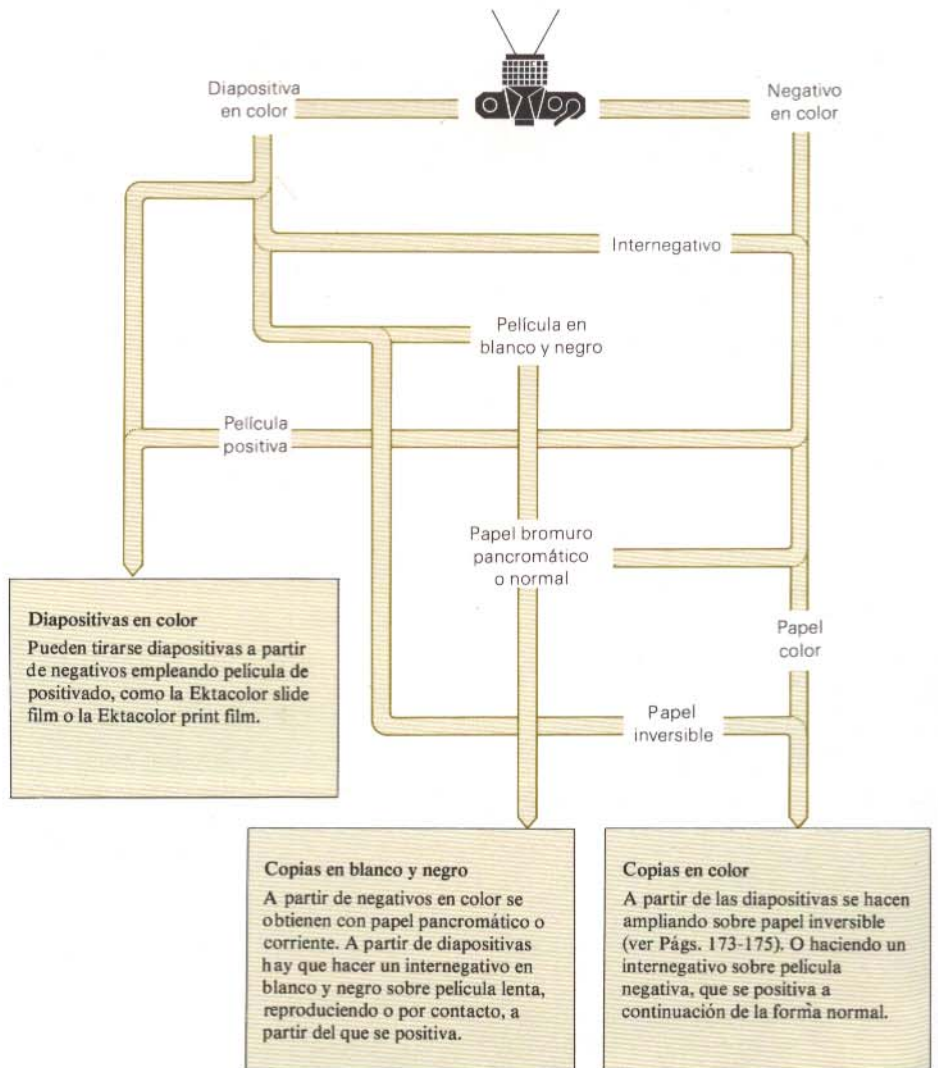 Diapositiva
en color
Negativo
en color
Internegativo
Película en
blanco y negro
Película
positiva
Papel bromuro
pancromático
o normal
Papel
color
Papel
inversible
Diapositivas en color
Pueden tirarse diapositivas a partir
de negativos empleando película de
positivado, como la Ektacolor slide
film o la Ektacolor print film.
Copias en blanco y negro
A partir de negativos en color se
obtienen con papel pancromático o
corriente. A partir de diapositivas
hay que hacer un internegativo en
blanco y negro sobre película lenta,
reproduciendo o por contacto, a
partir del que se positiva.
Copias en color
A partir de las diapositivas se hacen
ampliando sobre papel inversible
(ver Págs. 173-175). O haciendo un
internegativo sobre película
negativa, que se positiva a
continuación de la forma normal.